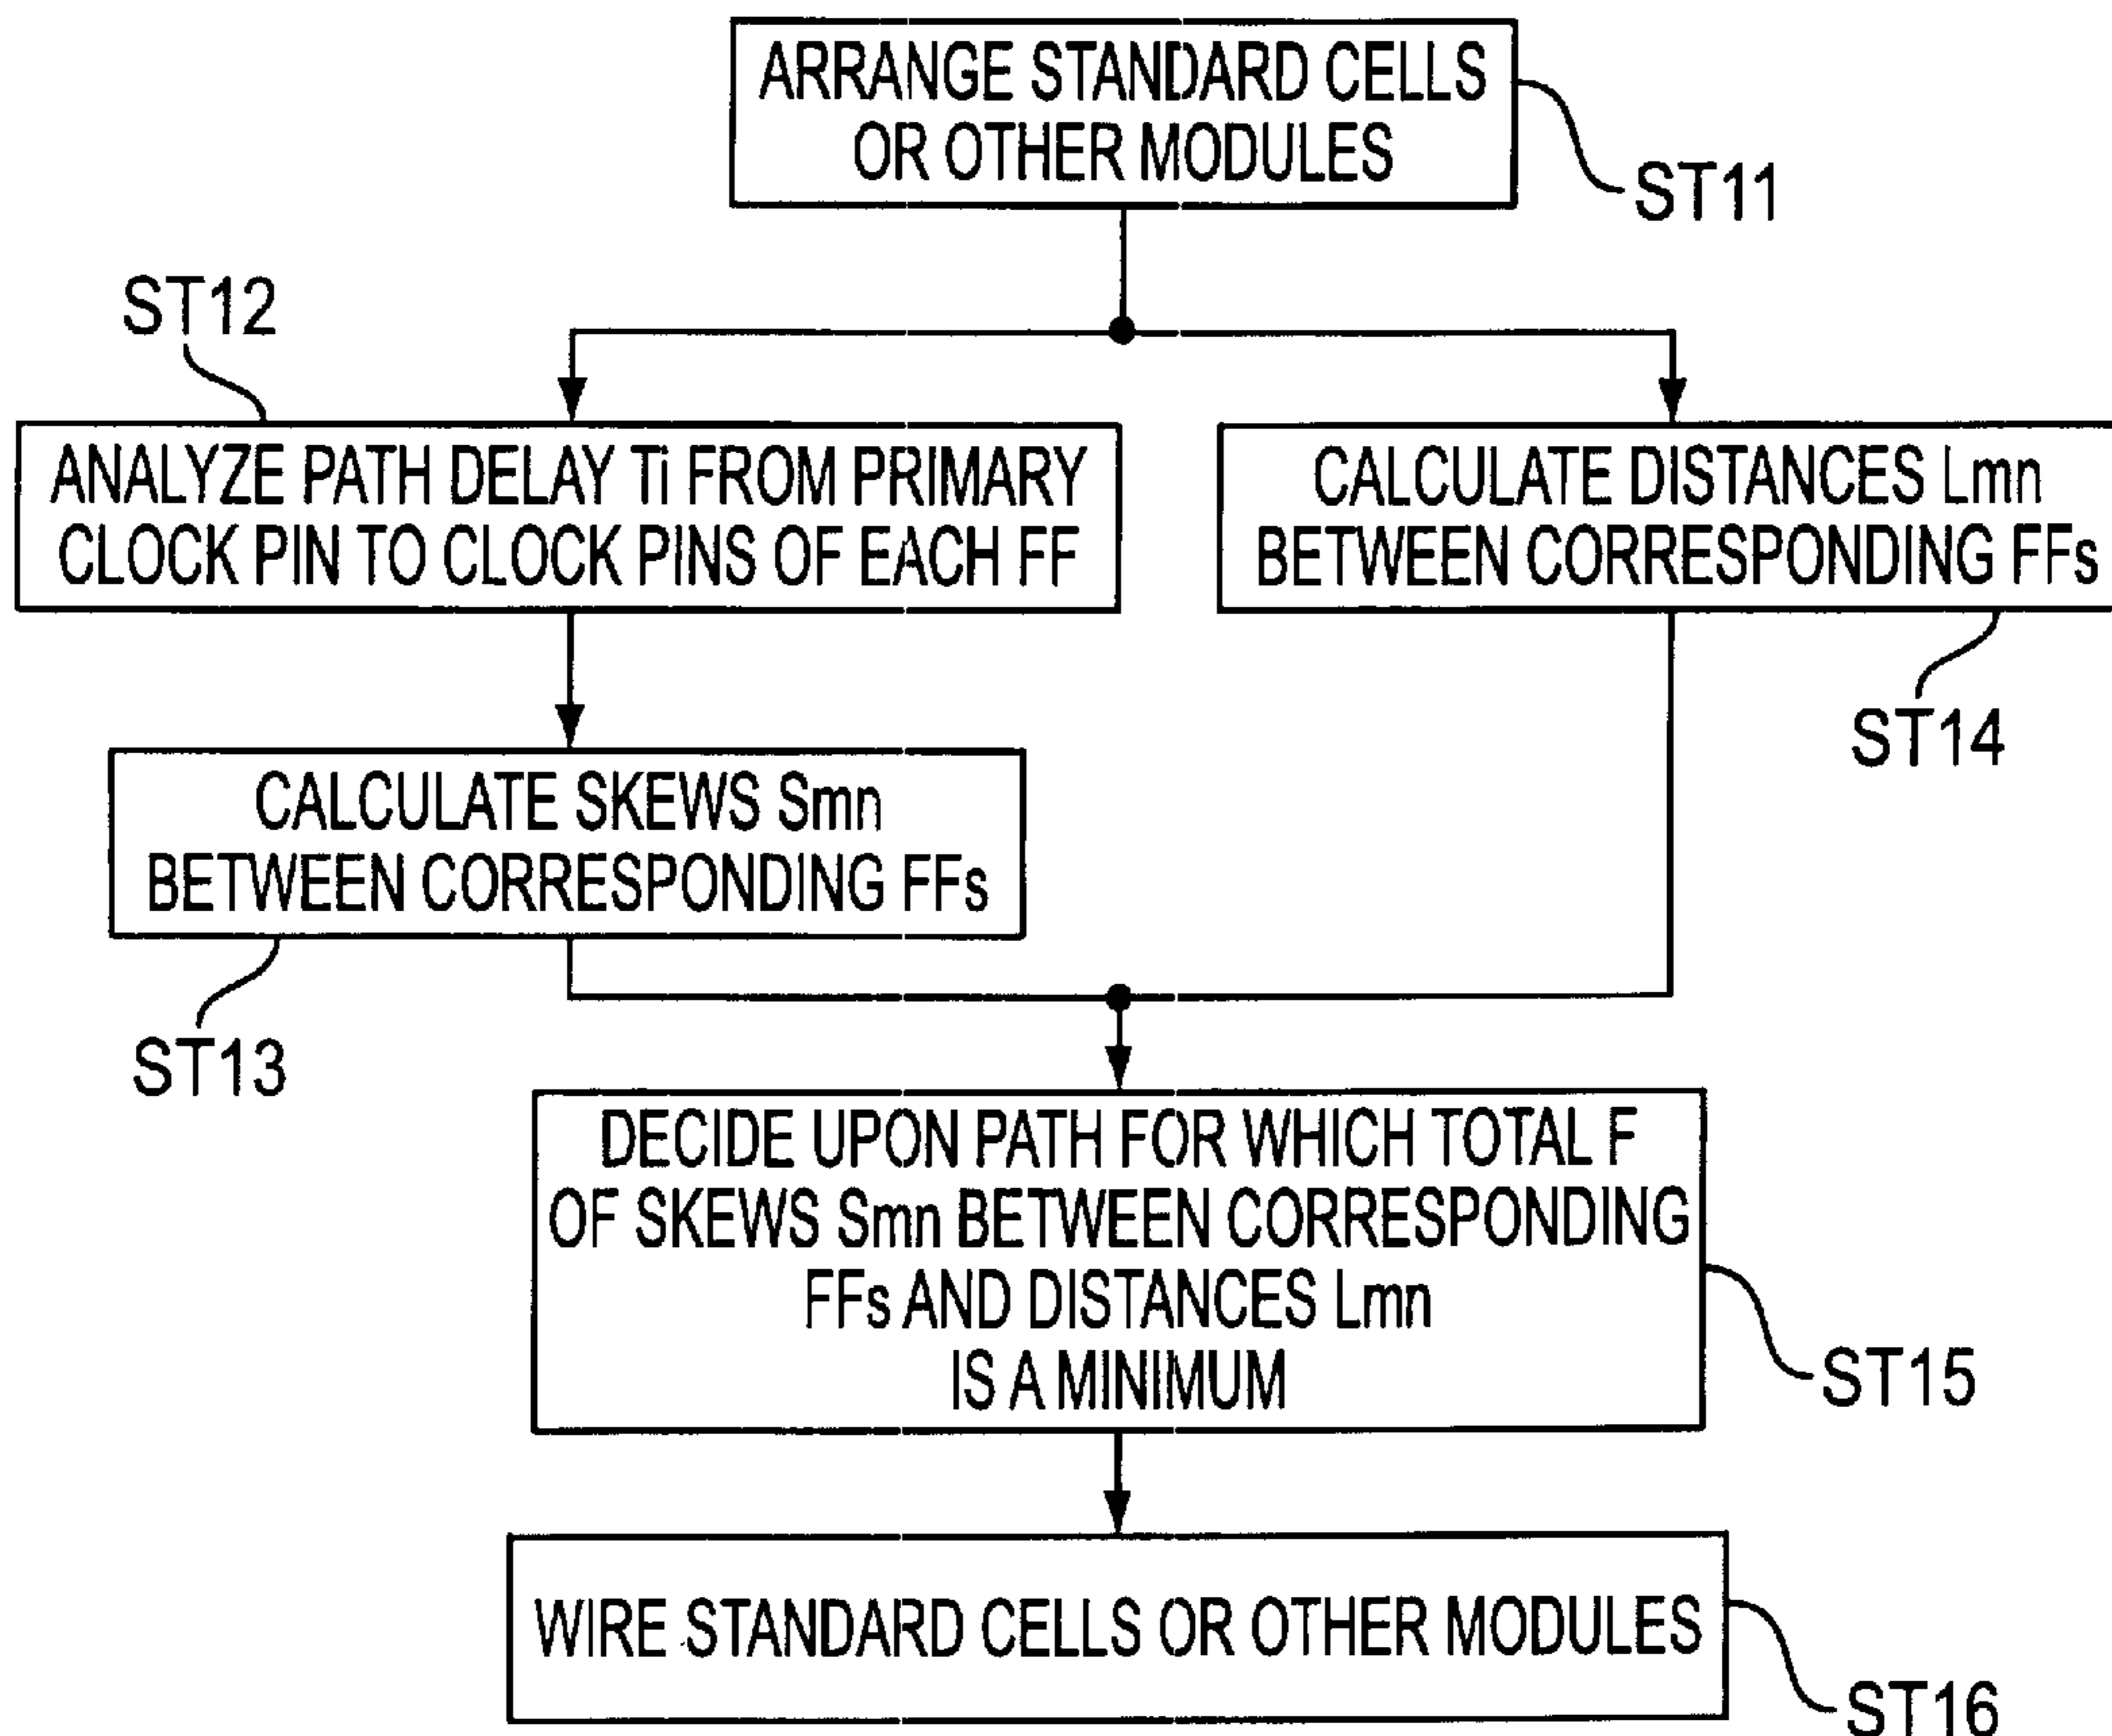 ARRANGE STANDARD CELLS
OR OTHER MODULES
ST11
ST12
ANALYZE PATH DELAY Ti FROM PRIMARY
CLOCK PIN TO CLOCK PINS OF EACH FF
CALCULATE DISTANCES Lmn
BETWEEN CORRESPONDING FFs
ST14
CALCULATE SKEWS Smn
BETWEEN CORRESPONDING FFs
ST13
DECIDE UPON PATH FOR WHICH TOTAL F
OF SKEWS Smn BETWEEN CORRESPONDING
FFs AND DISTANCES Lmn
IS A MINIMUM
ST15
WIRE STANDARD CELLS OR OTHER MODULES
ST16